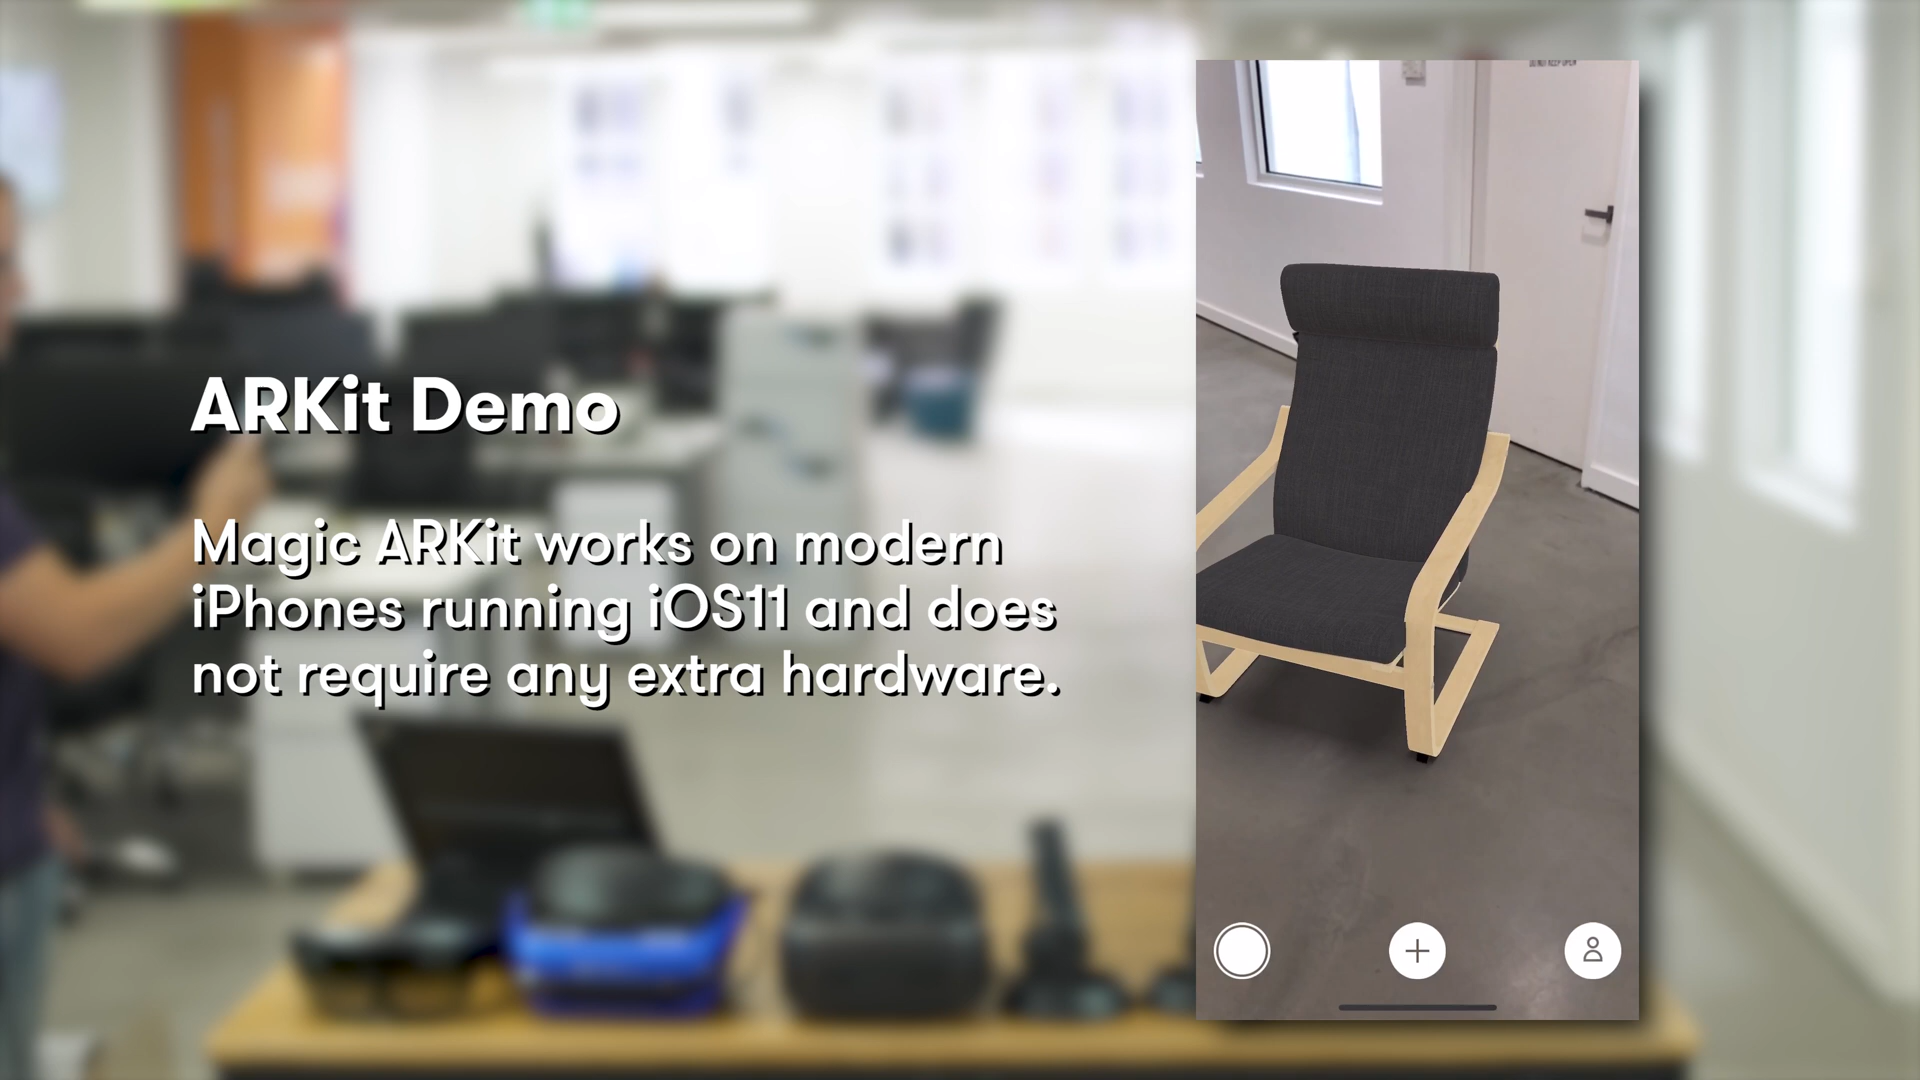 ARKit Demo
Magic ARKit works on modern
iPhones running iOS11 and does
not require any extra hardware.